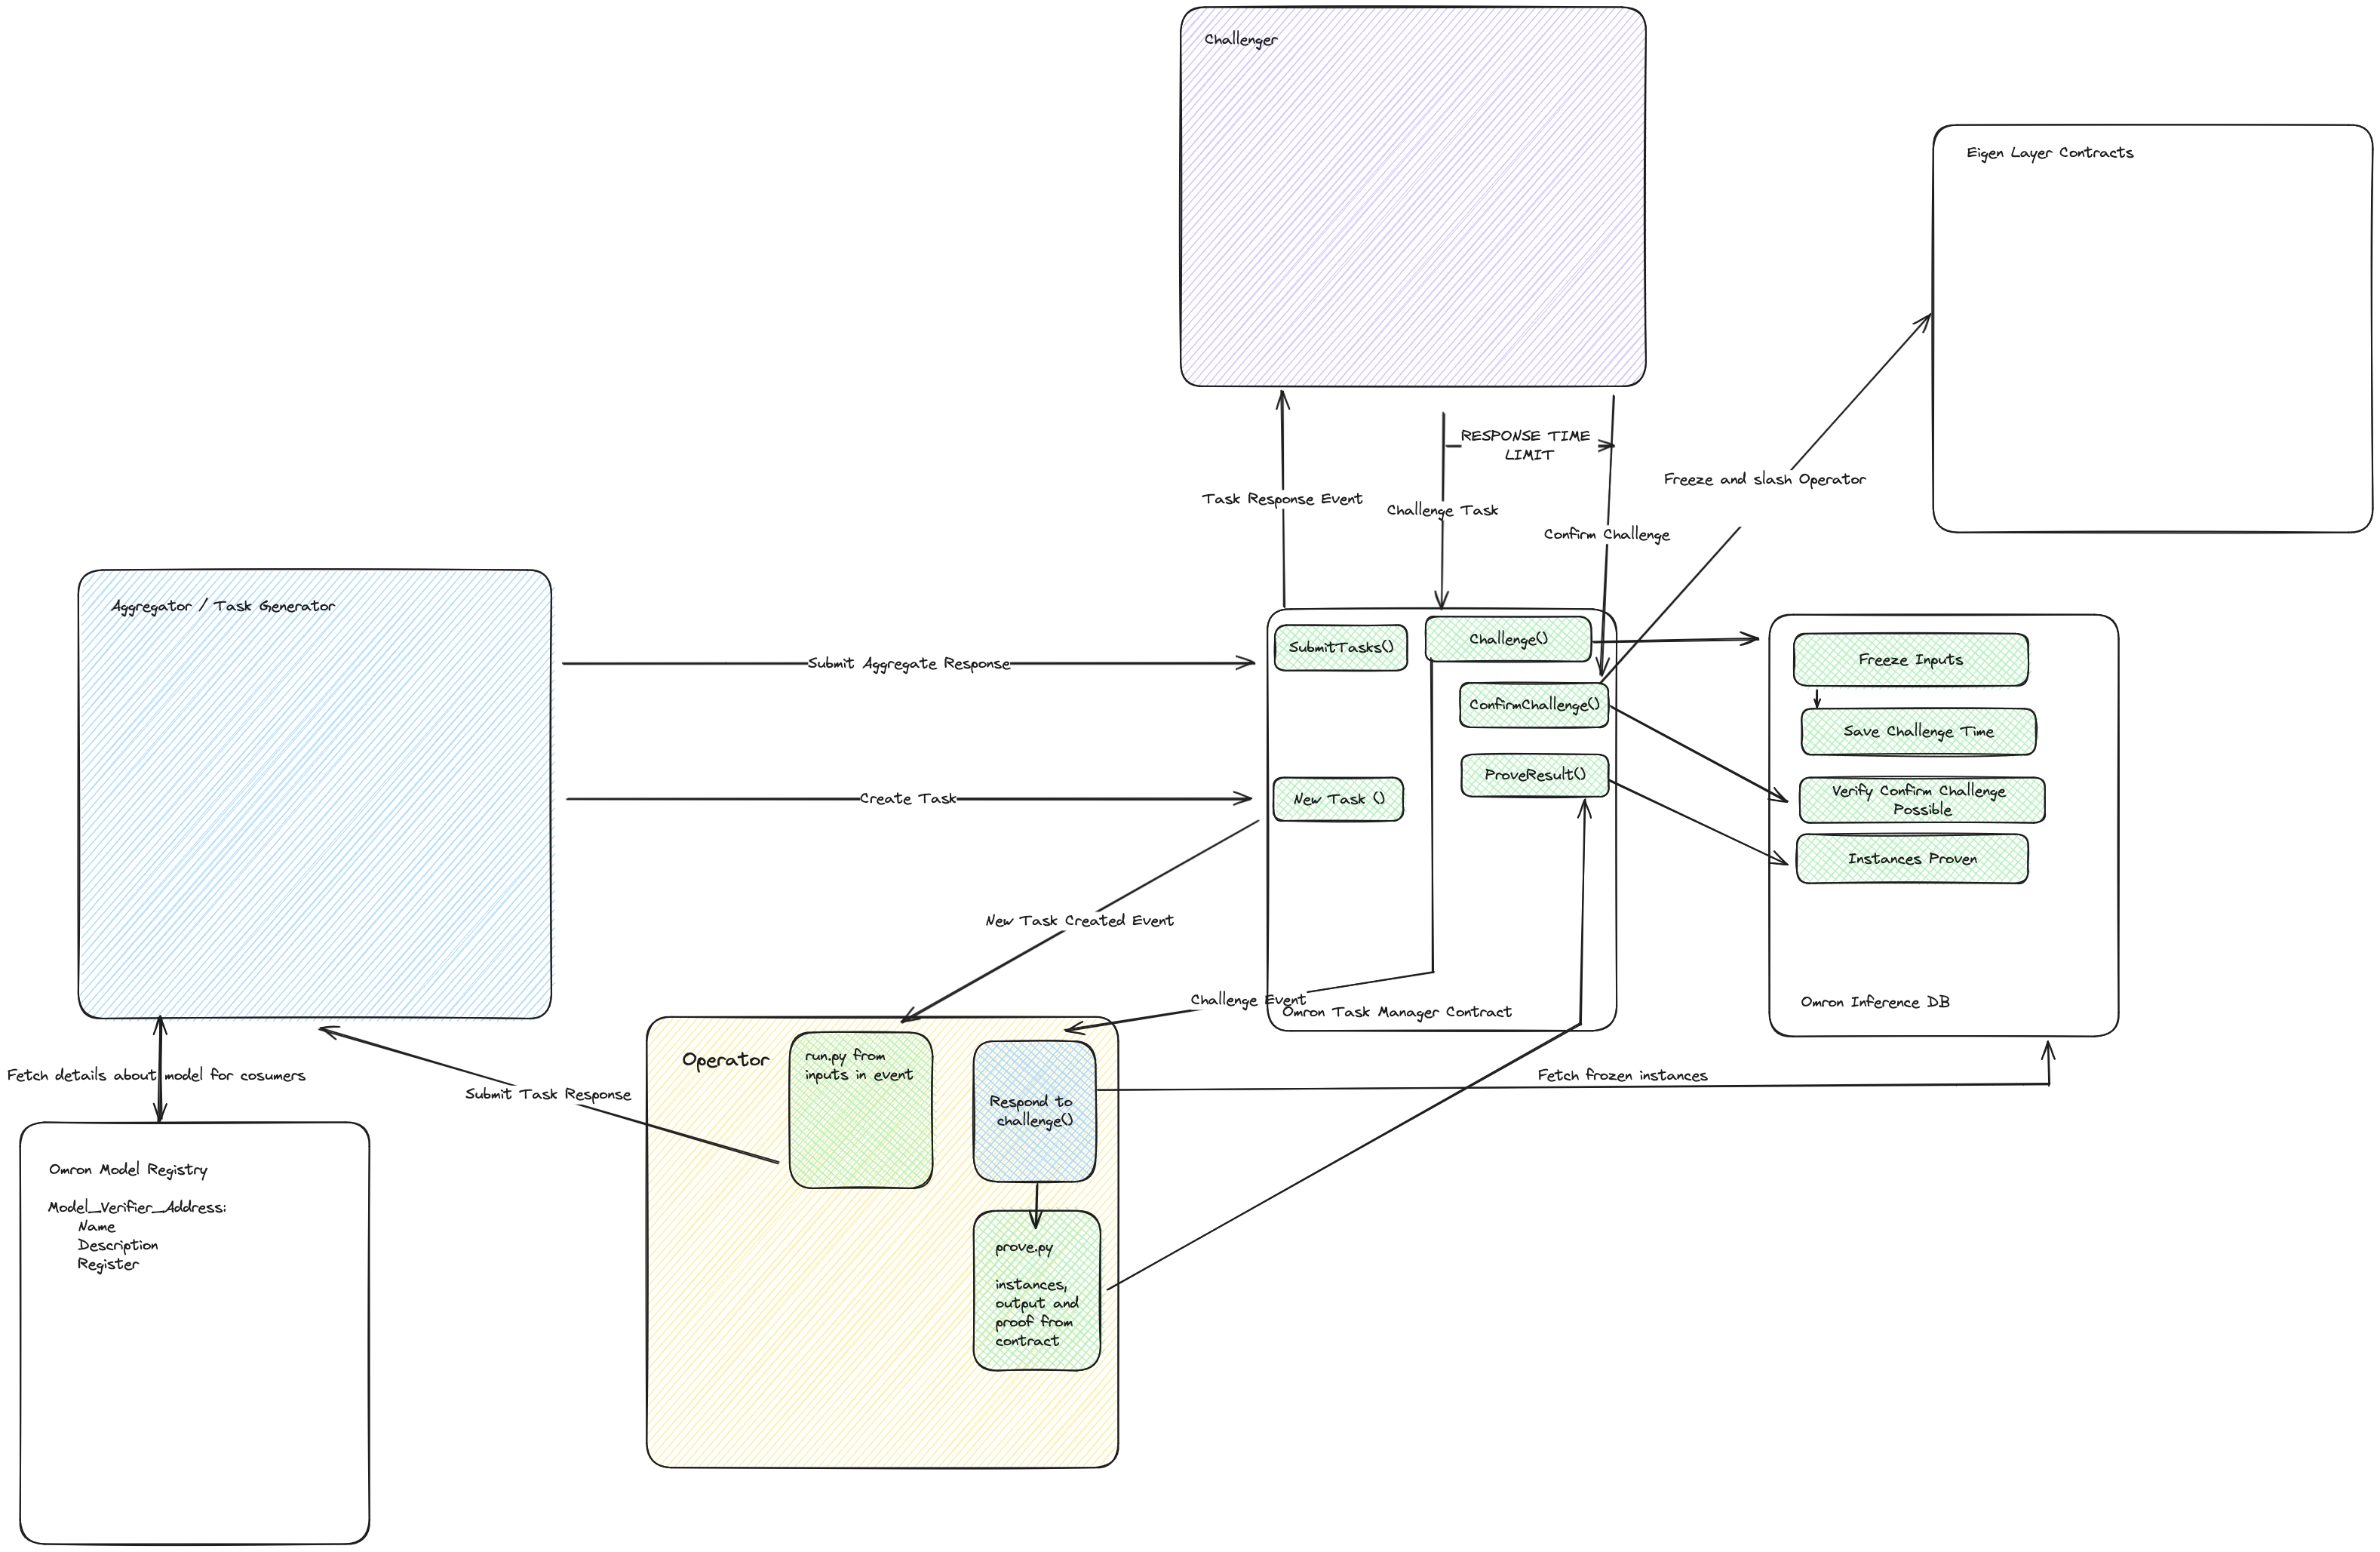 Challenger
Eigen Layer Contracts
RESPONSE TIME
LIMIT
Freeze and slash Operator
Task Response Event
Challenge Task
Confirm Challenge
Aggregator / Task Generator
Submit Aggregate Response
Create Task
SubmitTasks()
Challenge()
ConfirmChallenge()
ProveResult()
New Task ()
Freeze Inputs
Save Challenge Time
Verify Confirm Challenge
Possible
Instances Proven
Omron Inference DB
New Task Created Event
Challenge Event
Omron Task Manager Contract
Operator
run.py from
inputs in event
Respond to
challenge()
Fetch frozen instances
Fetch details about model for cosumers
Submit Task Response
prove.py
instances,
output and
proof from
contract
Omron Model Registry
Model_Verifier_Address:
Name
Description
Register